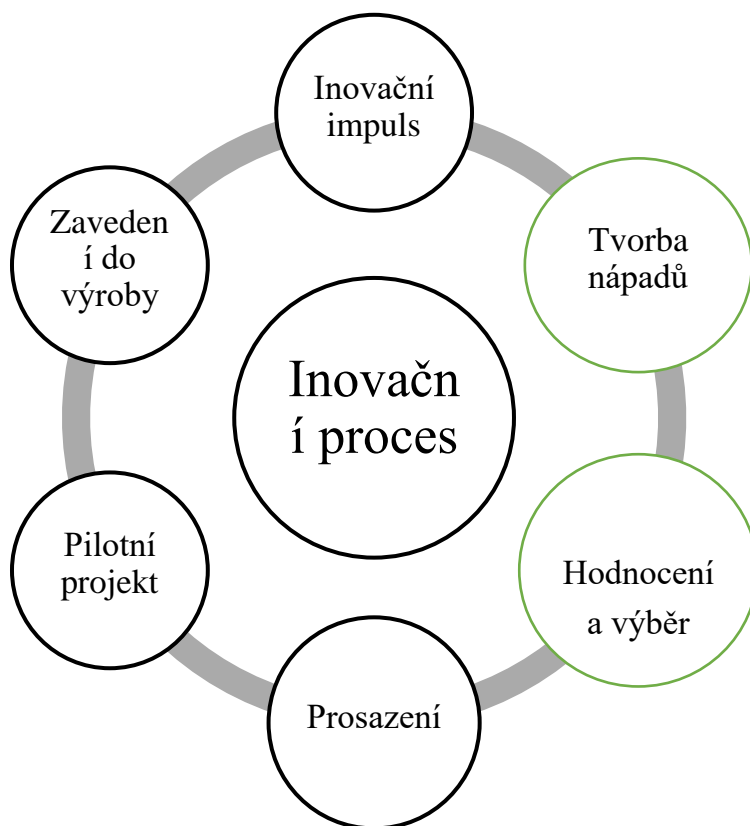 Inovační
impuls
Tvorba
nápadů
Hodnocení
a výběr
Prosazení
Pilotní
projekt
Zaveden
í do
výroby
Inovačn
í proces